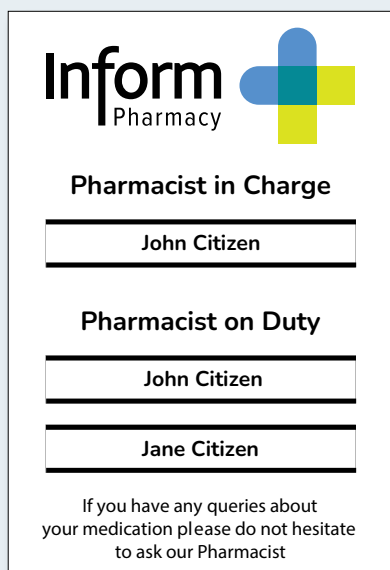 Inform
Pharmacy
Pharmacist in Charge
John Citizen
Pharmacist on Duty
John Citizen
Jane Citizen
If you have any queries about
your medication please do not hesitate
to ask our Pharmacist